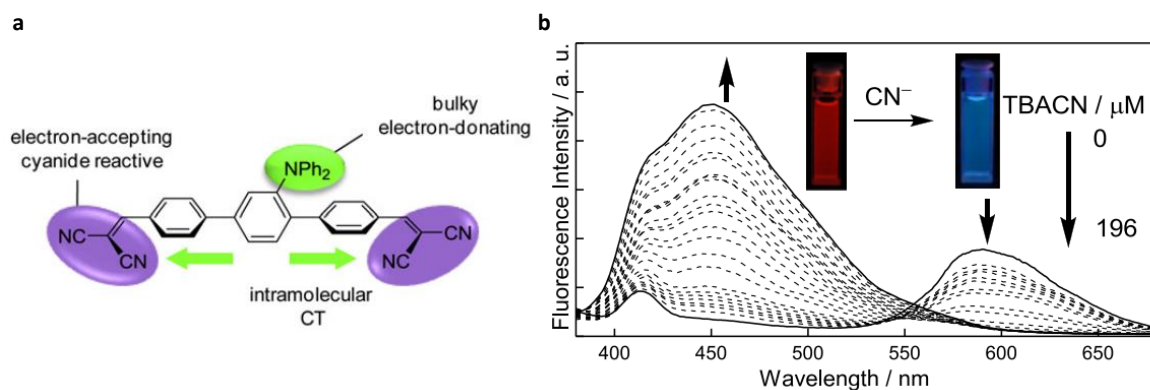 a
electron-accepting
cyanide reactive
bulky
electron-donating
NPh₂
NC
CN
CN
NC
intramolecular
CT
b
Fluorescence Intensity / a. u.
CN⁻
TBACN / μM
0
196
400 450 500 550 600 650
Wavelength / nm